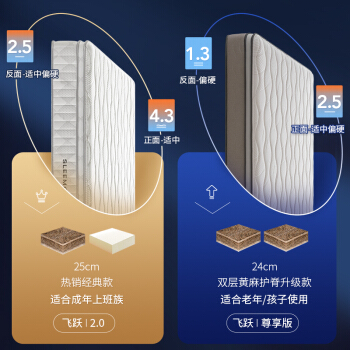 2.5
反面-适中偏硬
4.3
正面-适中
25cm
热销经典款
适合成年上班族
飞跃 | 2.0
1.3
反面-偏硬
2.5
正面-适中偏硬
24cm
双层黄麻护脊升级款
适合老年/孩子使用
飞跃 | 尊享版